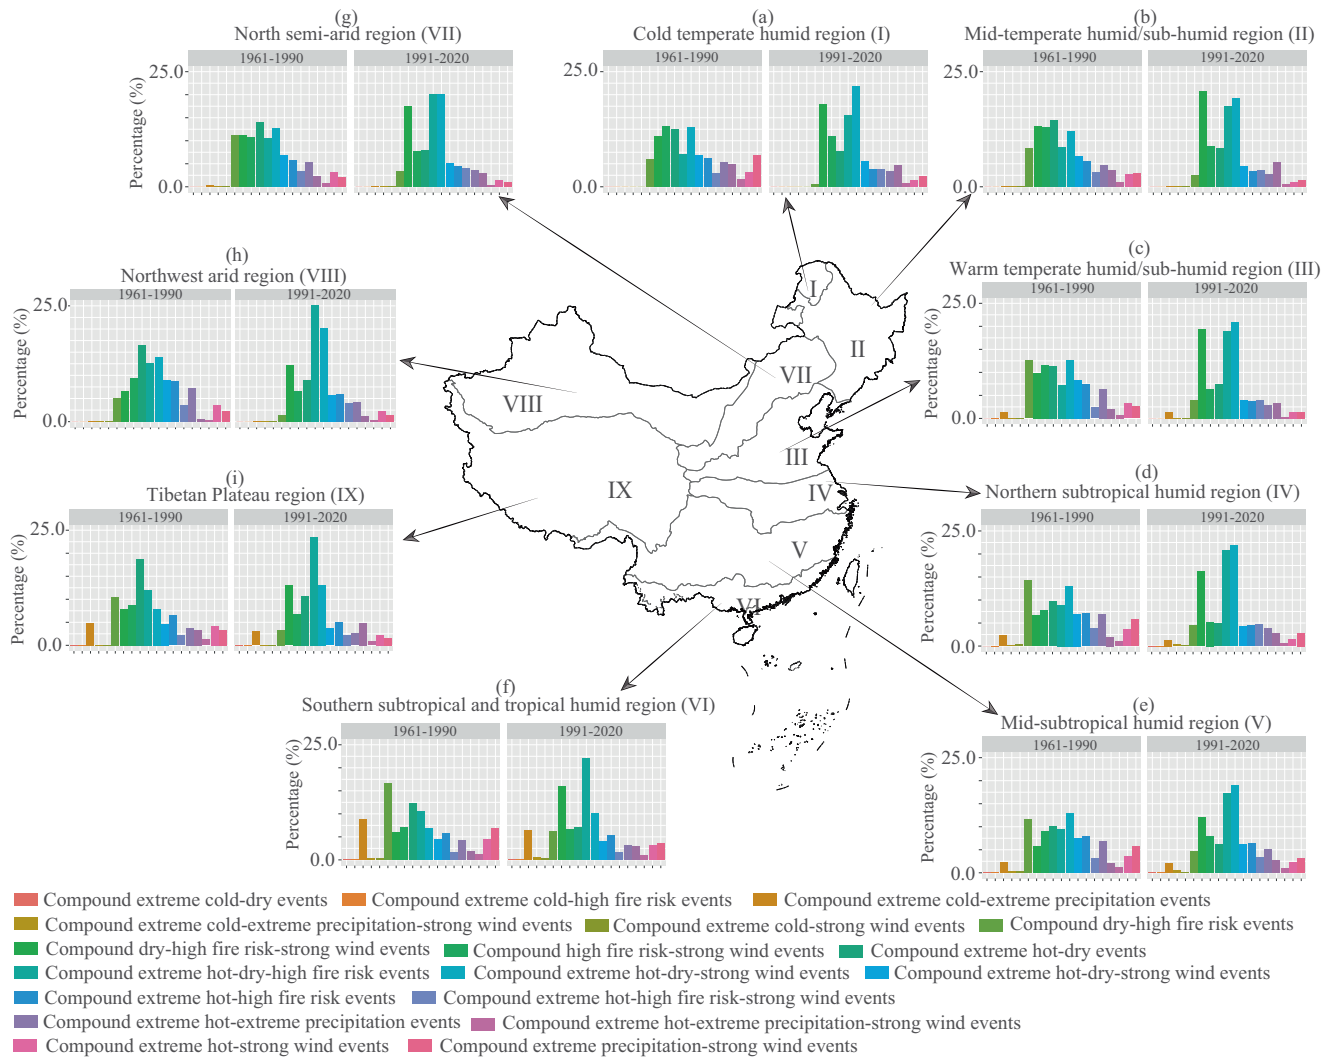 (g)
North semi-arid region (VII)
1961-1990
1991-2020
25.0
0.0
Percentage (%)
(a)
Cold temperate humid region (I)
1961-1990
1991-2020
25.0
0.0
(b)
Mid-temperate humid/sub-humid region (II)
1961-1990
1991-2020
25.0
0.0
Percentage (%)
(h)
Northwest arid region (VIII)
1961-1990
1991-2020
25.0
0.0
Percentage (%)
(c)
Warm temperate humid/sub-humid region (III)
1961-1990
1991-2020
25.0
0.0
Percentage (%)
I
II
VII
VIII
III
IX
IV
V
VI
(i)
Tibetan Plateau region (IX)
1961-1990
1991-2020
25.0
0.0
Percentage (%)
(d)
Northern subtropical humid region (IV)
1961-1990
1991-2020
25.0
0.0
Percentage (%)
(f)
Southern subtropical and tropical humid region (VI)
1961-1990
1991-2020
25.0
0.0
Percentage (%)
(e)
Mid-subtropical humid region (V)
1961-1990
1991-2020
25.0
0.0
Percentage (%)
Compound extreme cold-dry events
Compound extreme cold-high fire risk events
Compound extreme cold-extreme precipitation events
Compound extreme cold-extreme precipitation-strong wind events
Compound extreme cold-strong wind events
Compound dry-high fire risk events
Compound dry-high fire risk-strong wind events
Compound high fire risk-strong wind events
Compound extreme hot-dry events
Compound extreme hot-dry-high fire risk events
Compound extreme hot-dry-strong wind events
Compound extreme hot-dry-strong wind events
Compound extreme hot-high fire risk events
Compound extreme hot-high fire risk-strong wind events
Compound extreme hot-extreme precipitation events
Compound extreme hot-extreme precipitation-strong wind events
Compound extreme hot-strong wind events
Compound extreme precipitation-strong wind events